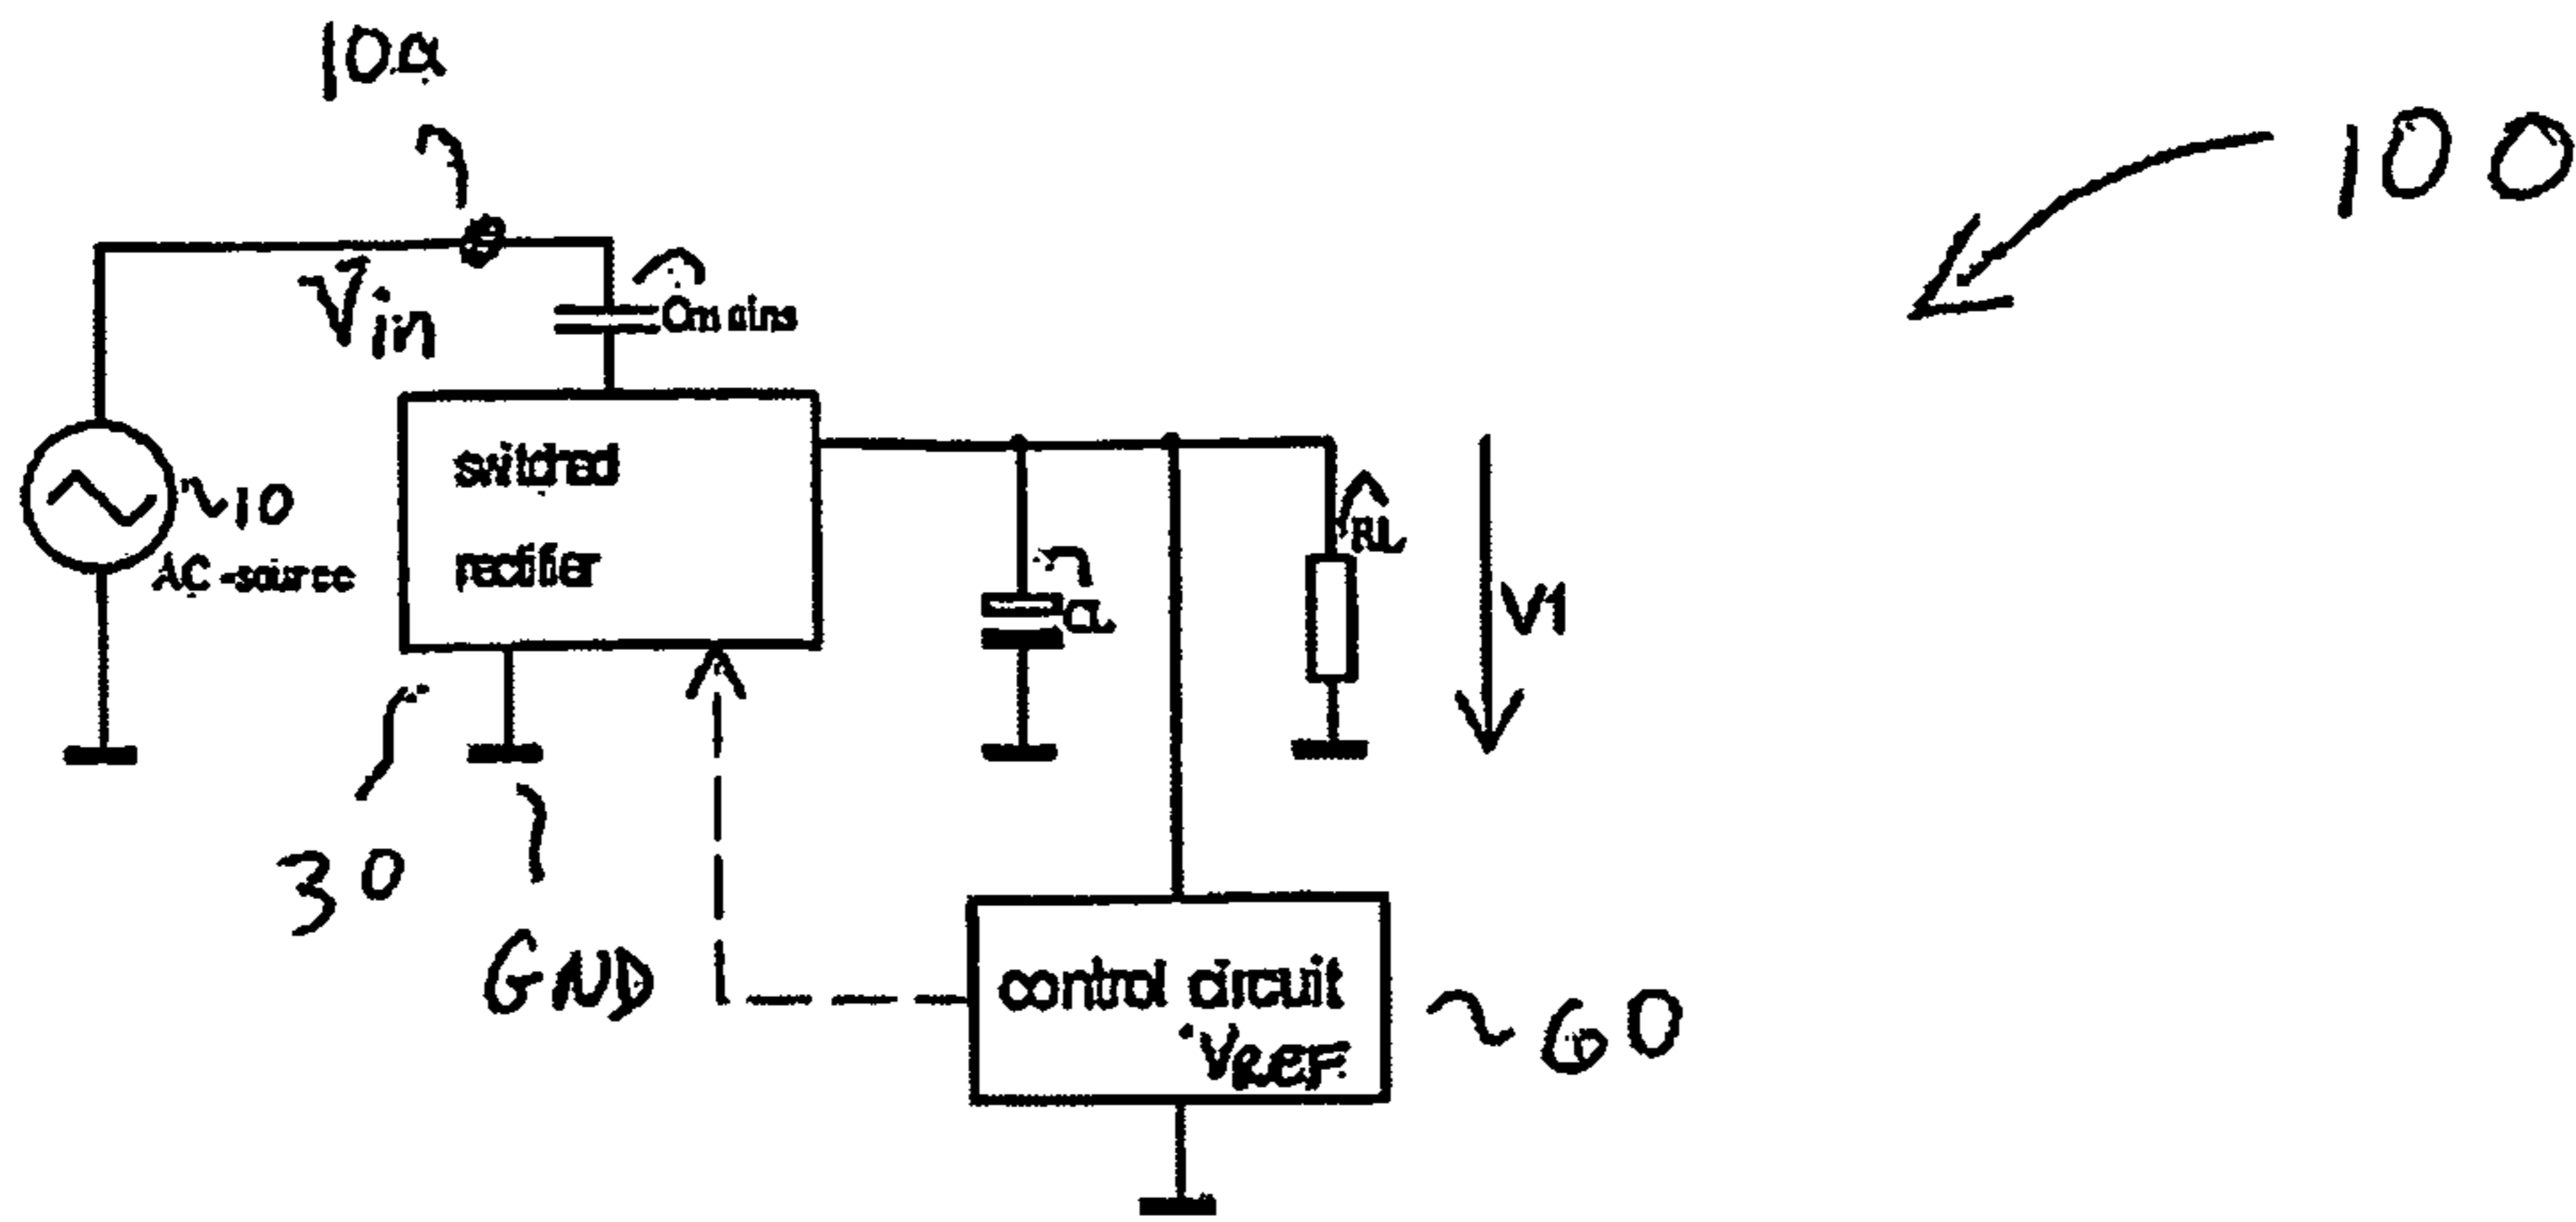 10a
100
Vin
Cmains
switched
rectifier
10
AC-source
CL
RL
V1
30
GND
control circuit
VREF
60